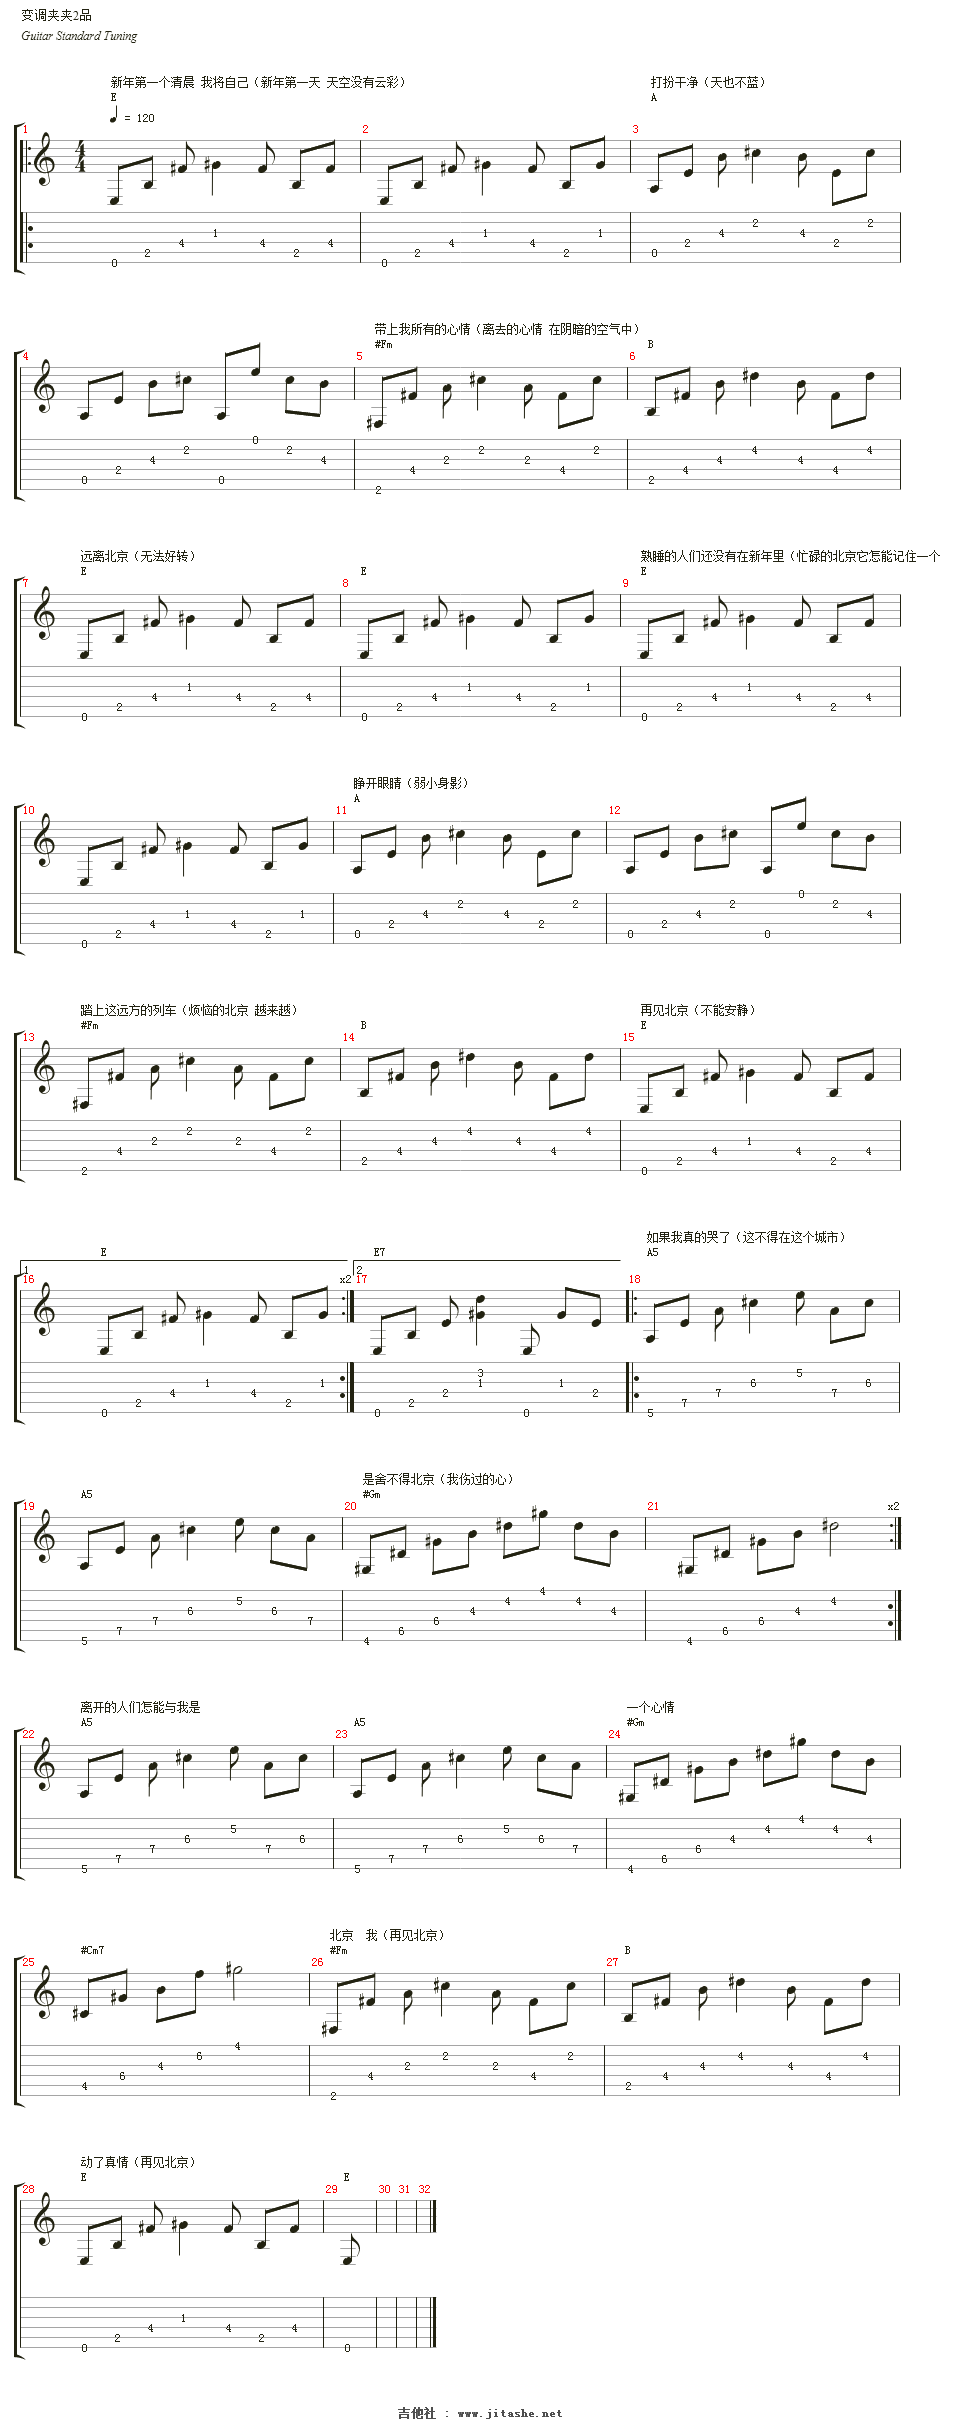 变调夹夹2品
Guitar Standard Tuning
新年第一个清晨 我将自己（新年第一天 天空没有云彩） 打扮干净（天也不蓝）
E A
= 120
1 2 3
4 4
0 2 4 1 4 2 4 0 2 4 1 4 2 1 0 2 4 2 4 2 2
带上我所有的心情（离去的心情 在阴暗的空气中）
#Fm B
4 5 6
0 2 4 2 0 0 2 4 2 4 2 2 2 4 2 2 4 4 4 4 4 4
远离北京（无法好转） 熟睡的人们还没有在新年里（忙碌的北京它怎能记住一个
E E E
7 8 9
0 2 4 1 4 2 4 0 2 4 1 4 2 1 0 2 4 1 4 2 4
睁开眼睛（弱小身影）
A
10 11 12
0 2 4 1 4 2 1 0 2 4 2 4 2 2 0 2 4 2 0 0 2 4
踏上这远方的列车（烦恼的北京 越来越） 再见北京（不能安静）
#Fm B E
13 14 15
2 4 2 2 2 4 2 2 4 4 4 4 4 4 0 2 4 1 4 2 4
如果我真的哭了（这不得在这个城市）
E E7 A5
1 2
16 x2 17 18
0 2 4 1 4 2 1 0 2 2 3 1 0 1 2 5 7 7 6 5 7 6
是舍不得北京（我伤过的心）
A5 #Gm
19 20 21 x2
5 7 7 6 5 6 7 4 6 6 4 4 4 4 4 4 6 6 4 4
离开的人们怎能与我是 一个心情
A5 A5 #Gm
22 23 24
5 7 7 6 5 7 6 5 7 7 6 5 6 7 4 6 6 4 4 4 4 4
北京 我（再见北京）
#Cm7 #Fm B
25 26 27
4 6 4 6 4 2 4 2 2 2 4 2 2 4 4 4 4 4 4
动了真情（再见北京）
E E
28 29 30 31 32
0 2 4 1 4 2 4 0
吉他社 : www.jitashe.net